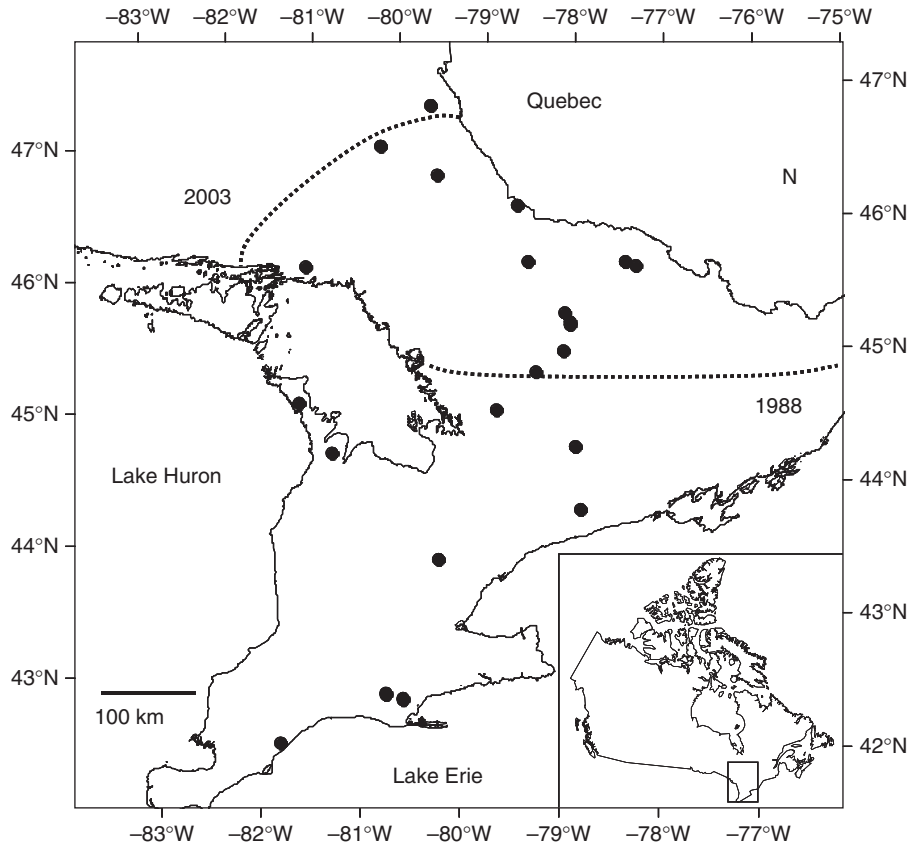 −83°W −82°W −81°W −80°W −79°W −78°W −77°W −76°W −75°W
47°N
Quebec
47°N
N
2003
46°N
46°N
45°N
1988
45°N
Lake Huron
44°N
44°N
43°N
43°N
100 km
42°N
Lake Erie
−83°W −82°W −81°W −80°W −79°W −78°W −77°W